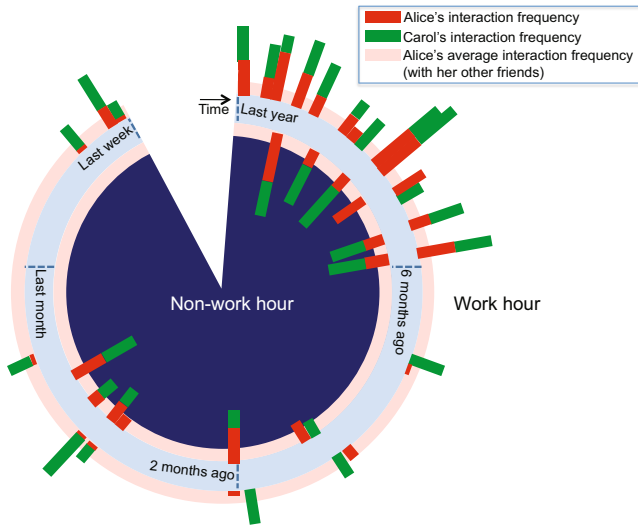 Alice's interaction frequency
Carol's interaction frequency
Alice's average interaction frequency
(with her other friends)
Time
Last year
Last week
Non-work hour
Work hour
Last month
6 months ago
2 months ago